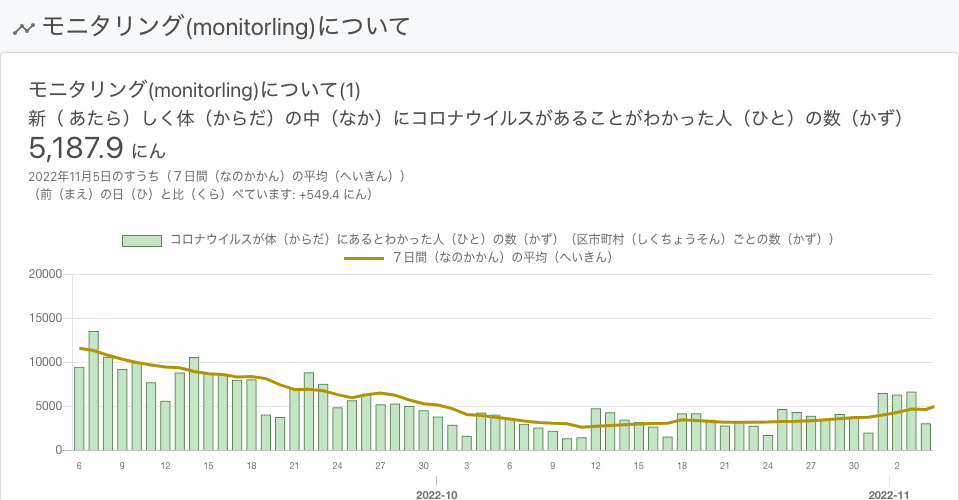 モニタリング(monitorling)について
モニタリング(monitorling)について(1)
新（ あたら）しく体（からだ）の中（なか）にコロナウイルスがあることがわかった人（ひと）の数（かず）
5,187.9 にん
2022年11月5日のすうち（７日間（なのかかん）の平均（へいきん））
（前（まえ）の日（ひ）と比（くら）べています: +549.4 にん）
コロナウイルスが体（からだ）にあるとわかった人（ひと）の数（かず）（区市町村（しくちょうそん）ごとの数（かず））
７日間（なのかかん）の平均（へいきん）
20000
15000
10000
5000
0
6 9 12 15 18 21 24 27 30 3 6 9 12 15 18 21 24 27 30 2
2022-10 2022-11